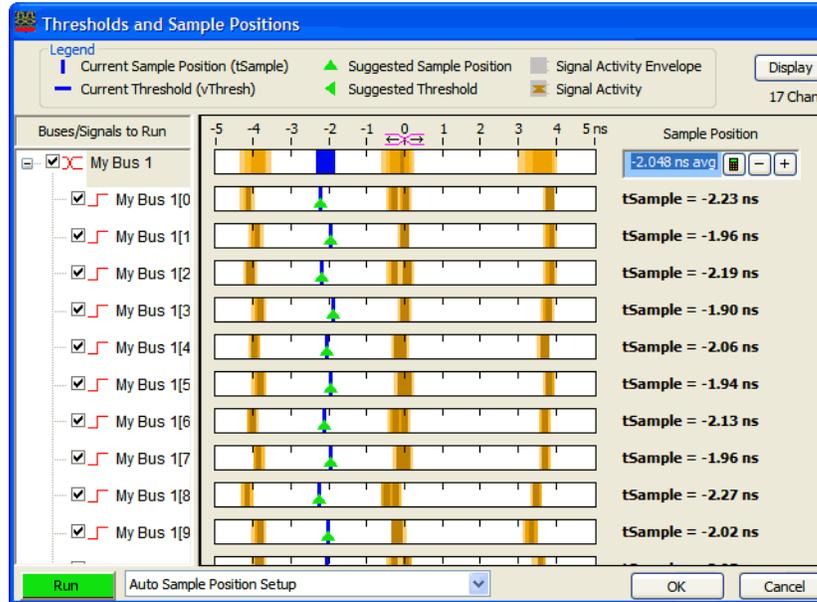 Thresholds and Sample Positions
Legend
Current Sample Position (tSample)
Suggested Sample Position
Signal Activity Envelope
Current Threshold (vThresh)
Suggested Threshold
Signal Activity
Display
17 Chan
Buses/Signals to Run
-5 -4 -3 -2 -1 0 1 2 3 4 5 ns
Sample Position
My Bus 1
-2.048 ns avg
My Bus 1[0
tSample = -2.23 ns
My Bus 1[1
tSample = -1.96 ns
My Bus 1[2
tSample = -2.19 ns
My Bus 1[3
tSample = -1.90 ns
My Bus 1[4
tSample = -2.06 ns
My Bus 1[5
tSample = -1.94 ns
My Bus 1[6
tSample = -2.13 ns
My Bus 1[7
tSample = -1.96 ns
My Bus 1[8
tSample = -2.27 ns
My Bus 1[9
tSample = -2.02 ns
Run
Auto Sample Position Setup
OK
Cancel